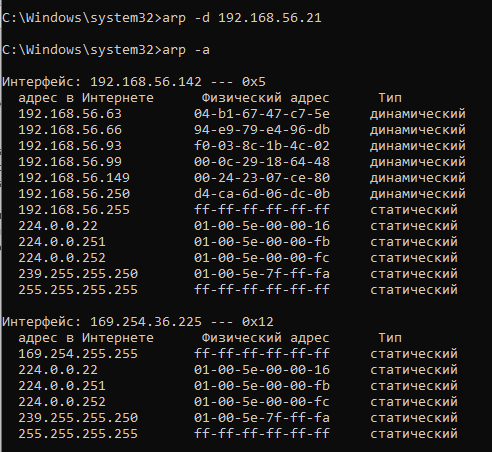 C:\Windows\system32>arp -d 192.168.56.21
C:\Windows\system32>arp -a
Интерфейс: 192.168.56.142 --- 0x5
адрес в Интернете Физический адрес Тип
192.168.56.63 04-b1-67-47-c7-5e динамический
192.168.56.66 94-e9-79-e4-96-db динамический
192.168.56.93 f0-03-8c-1b-4c-02 динамический
192.168.56.99 00-0c-29-18-64-48 динамический
192.168.56.149 00-24-23-07-ce-80 динамический
192.168.56.250 d4-ca-6d-06-dc-0b динамический
192.168.56.255 ff-ff-ff-ff-ff-ff статический
224.0.0.22 01-00-5e-00-00-16 статический
224.0.0.251 01-00-5e-00-00-fb статический
224.0.0.252 01-00-5e-00-00-fc статический
239.255.255.250 01-00-5e-7f-ff-fa статический
255.255.255.255 ff-ff-ff-ff-ff-ff статический
Интерфейс: 169.254.36.225 --- 0x12
адрес в Интернете Физический адрес Тип
169.254.255.255 ff-ff-ff-ff-ff-ff статический
224.0.0.22 01-00-5e-00-00-16 статический
224.0.0.251 01-00-5e-00-00-fb статический
224.0.0.252 01-00-5e-00-00-fc статический
239.255.255.250 01-00-5e-7f-ff-fa статический
255.255.255.255 ff-ff-ff-ff-ff-ff статический